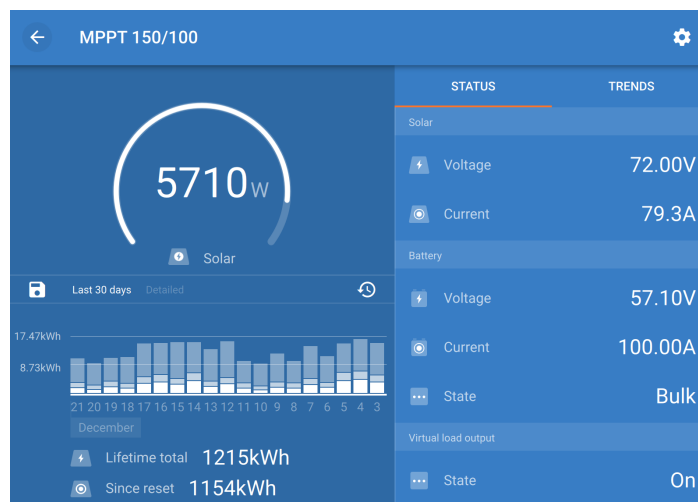 MPPT 150/100
5710W
Solar
Last 30 days Detailed
17.47kWh
8.73kWh
21 20 19 18 17 16 15 14 13 12 11 10 9 8 7 6 5 4 3
December
Lifetime total 1215kWh
Since reset 1154kWh
STATUS TRENDS
Solar
Voltage 72.00V
Current 79.3A
Battery
Voltage 57.10V
Current 100.00A
State Bulk
Virtual load output
State On